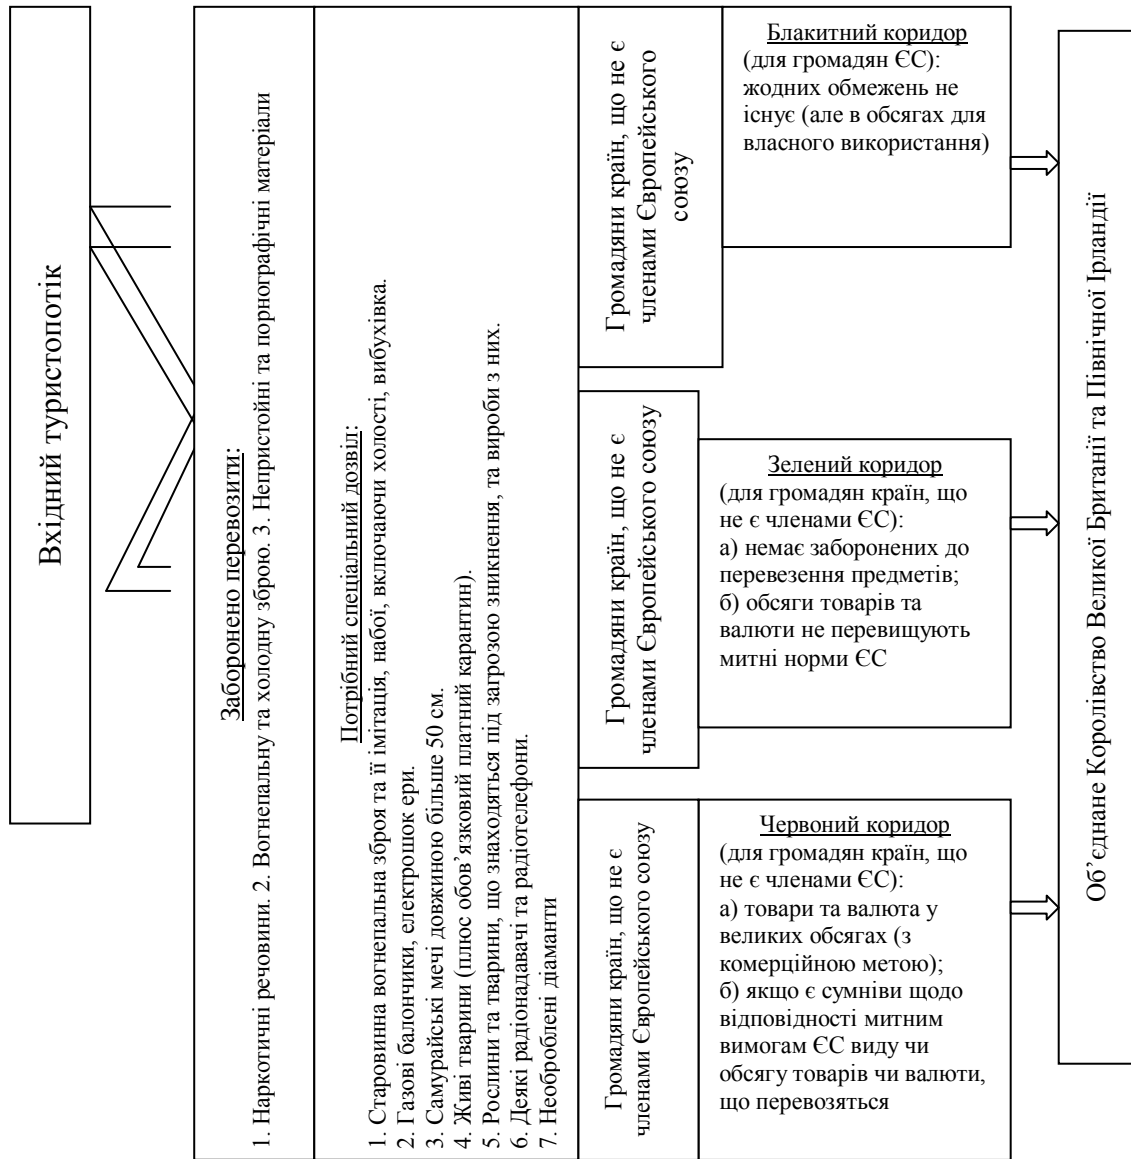 Вхідний туристопотік
Заборонено перевозити:
1. Наркотичні речовини. 2. Вогнепальну та холодну зброю. 3. Непристойні та порнографічні матеріали
Потрібний спеціальний дозвіл:
1. Старовинна вогнепальна зброя та її імітація, набої, включаючи холості, вибухівка.
2. Газові балончики, електрошок ери.
3. Самурайські мечі довжиною більше 50 см.
4. Живі тварини (плюс обов’язковий платний карантин).
5. Рослини та тварини, що знаходяться під загрозою зникнення, та вироби з них.
6. Деякі радіонадавачі та радіотелефони.
7. Необроблені діаманти
Громадяни країн, що не є
членами Європейського
союзу
Блакитний коридор
(для громадян ЄС):
жодних обмежень не
існує (але в обсягах для
власного використання)
Громадяни країн, що не є
членами Європейського союзу
Зелений коридор
(для громадян країн, що
не є членами ЄС):
а) немає заборонених до
перевезення предметів;
б) обсяги товарів та
валюти не перевищують
митні норми ЄС
Громадяни країн, що не є
членами Європейського союзу
Червоний коридор
(для громадян країн, що
не є членами ЄС):
а) товари та валюта у
великих обсягах (з
комерційною метою);
б) якщо є сумніви щодо
відповідності митним
вимогам ЄС виду чи
обсягу товарів чи валюти,
що перевозяться
Об’єднане Королівство Великої Британії та Північної Ірландії